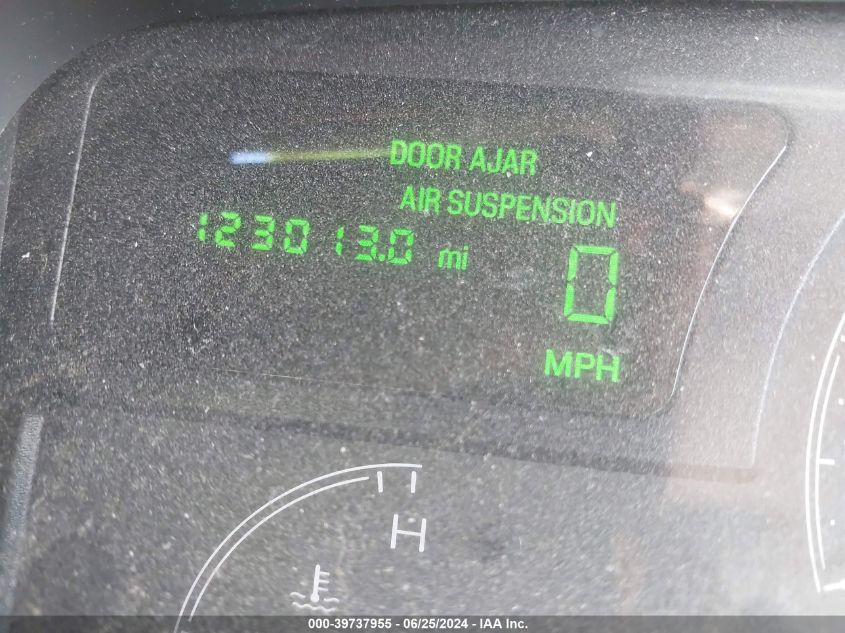 DOOR AJAR
AIR SUSPENSION
123013.0 mi
0
MPH
H
000-39737955 - 06/25/2024 - IAA Inc.